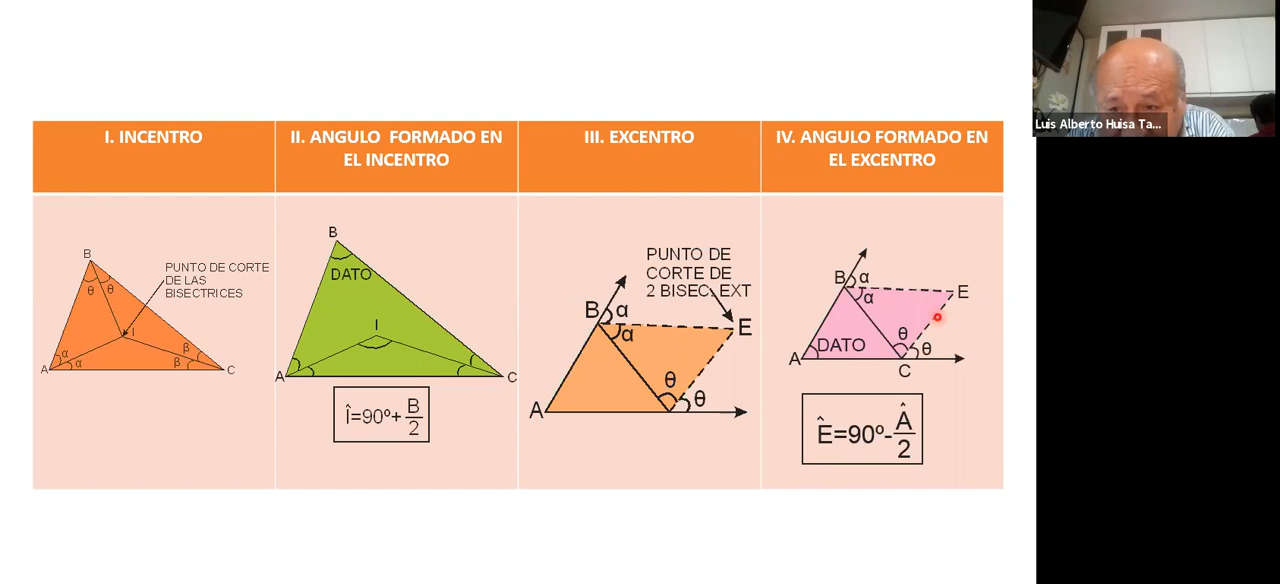 I. INCENTRO
II. ANGULO FORMADO EN
EL INCENTRO
III. EXCENTRO
IV. ANGULO FORMADO EN
EL EXCENTRO
B
θ θ
PUNTO DE CORTE
DE LAS
BISECTRICES
I
α
α
β
β
A
C
B
DATO
I
A
C
Î=90º+B/2
PUNTO DE
CORTE DE
2 BISEC. EXT
B α
α
E
θ
θ
A
B α
α
E
θ
θ
A DATO
C
Ê=90º-Â/2
Luis Alberto Huisa Ta...